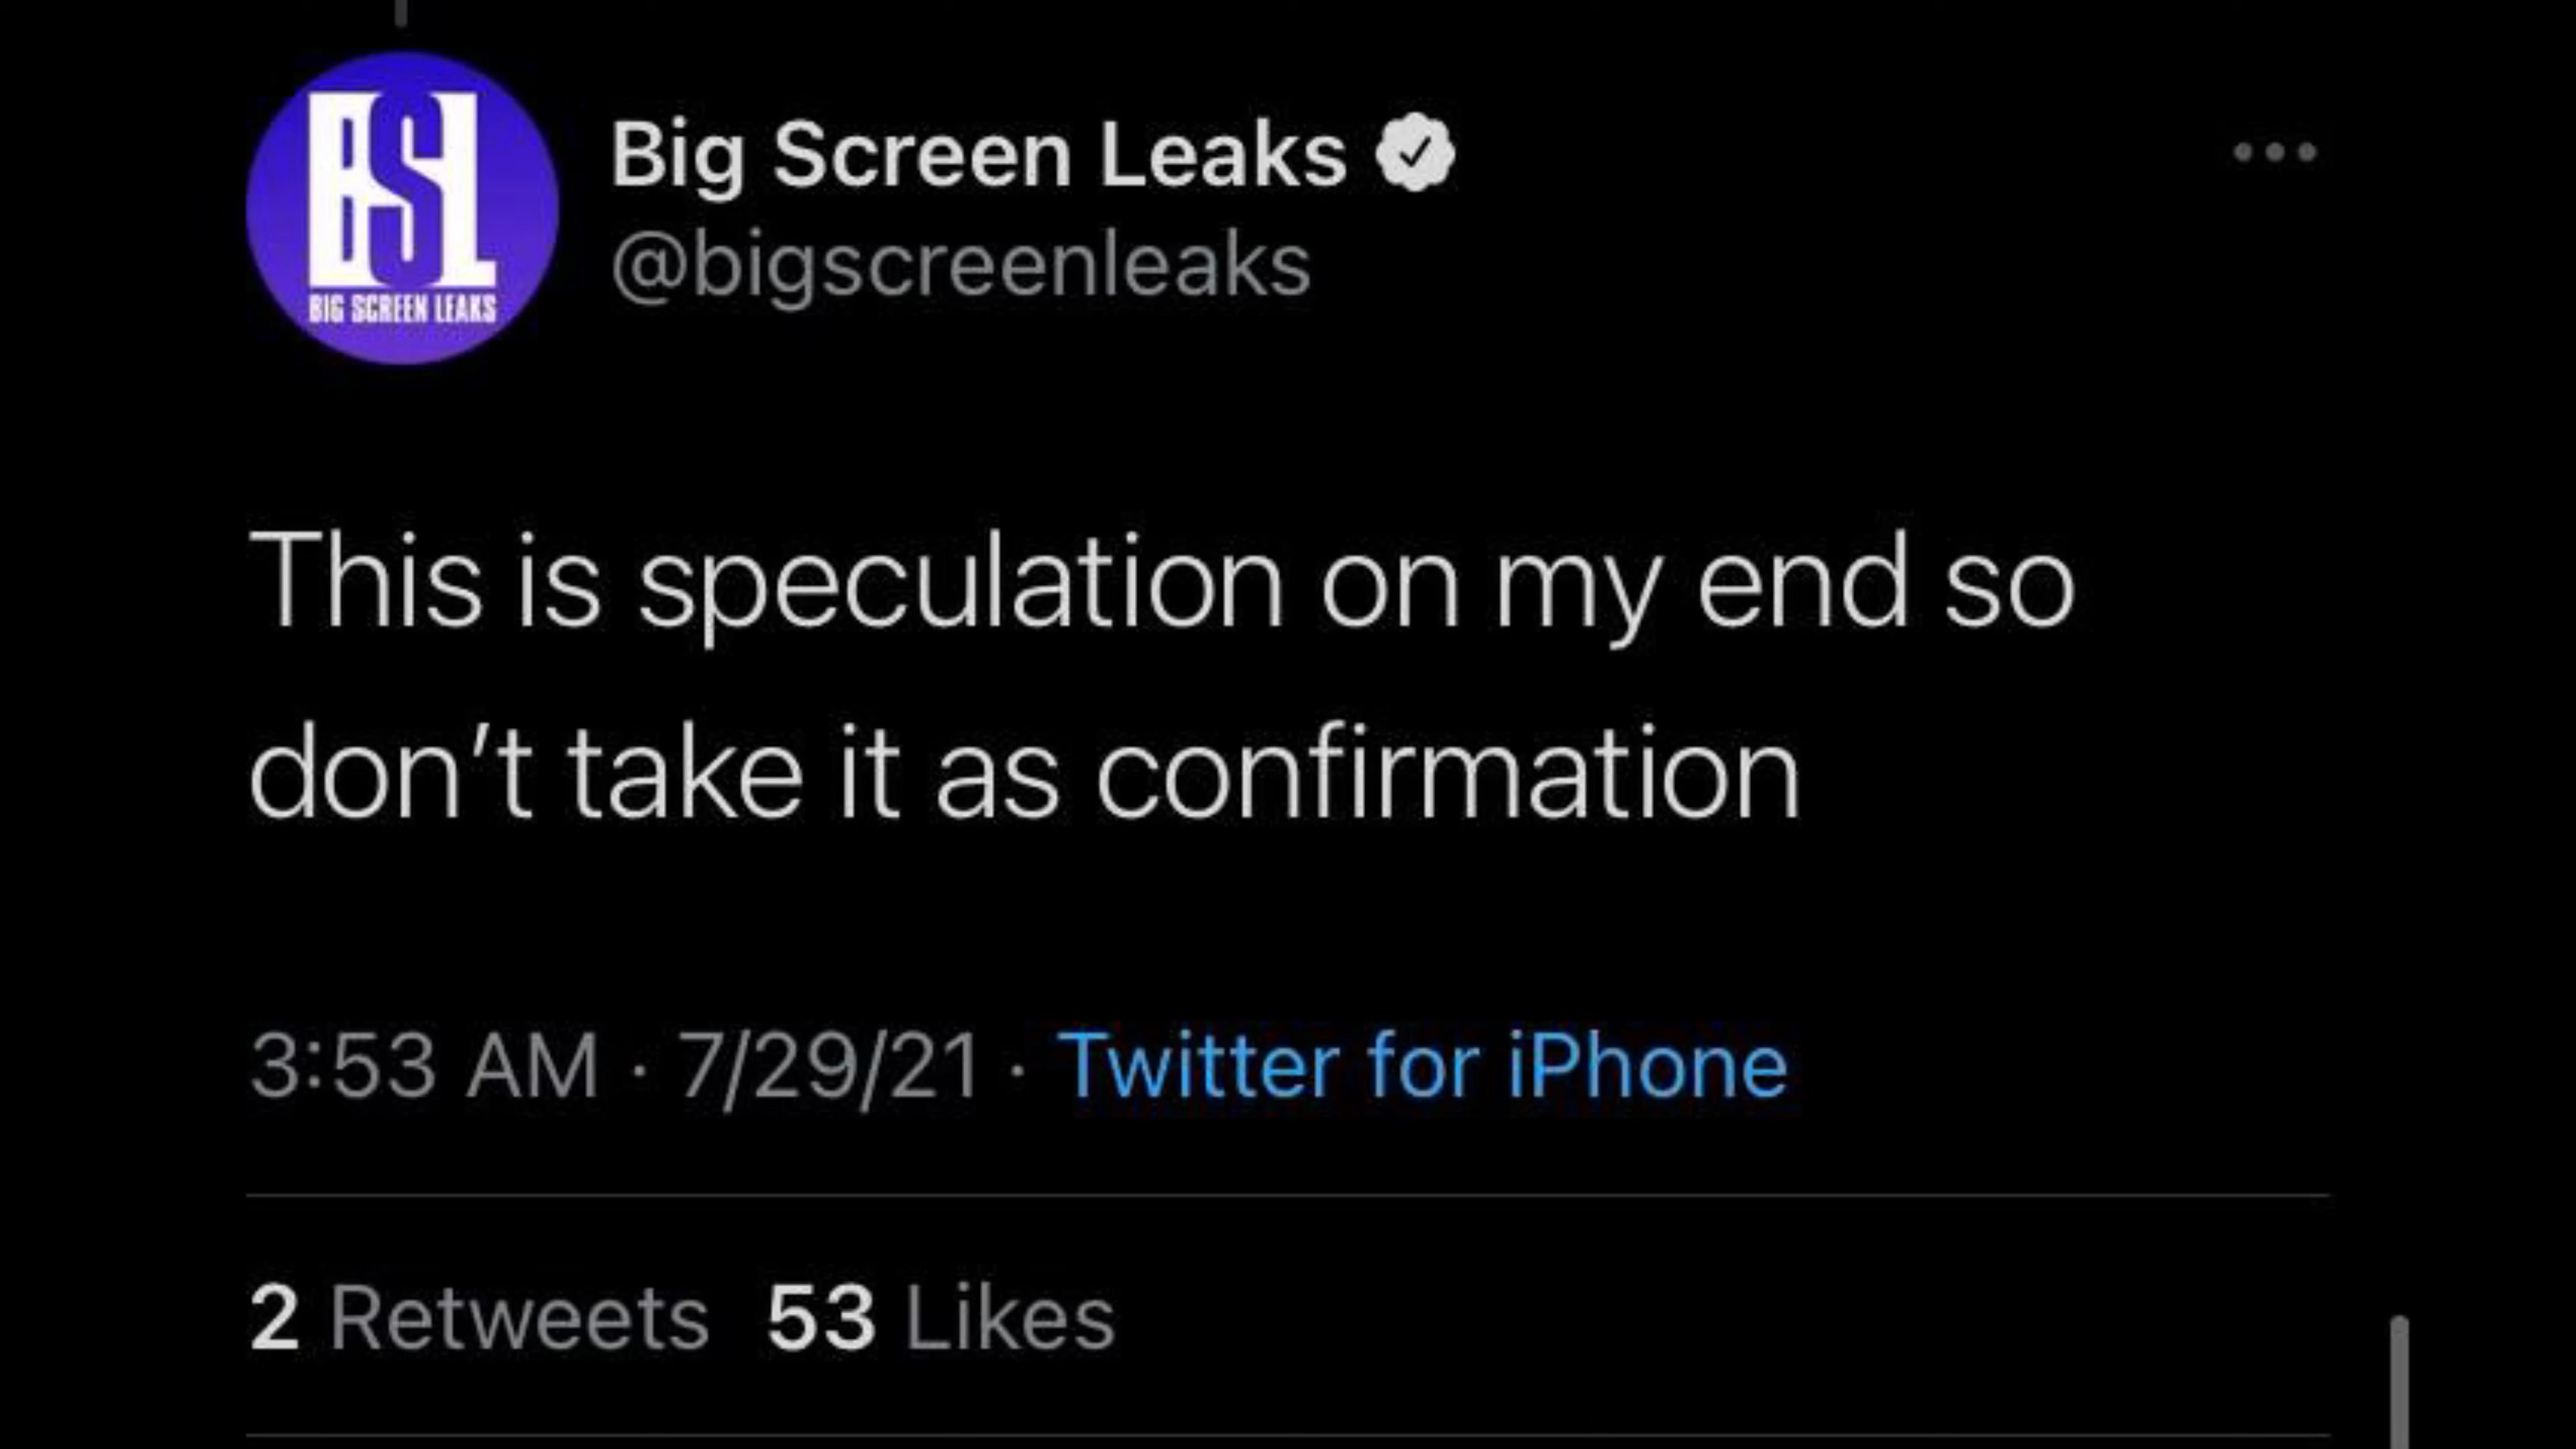 BSL
BIG SCREEN LEAKS
Big Screen Leaks
@bigscreenleaks
This is speculation on my end so
don’t take it as confirmation
3:53 AM · 7/29/21 · Twitter for iPhone
2 Retweets 53 Likes